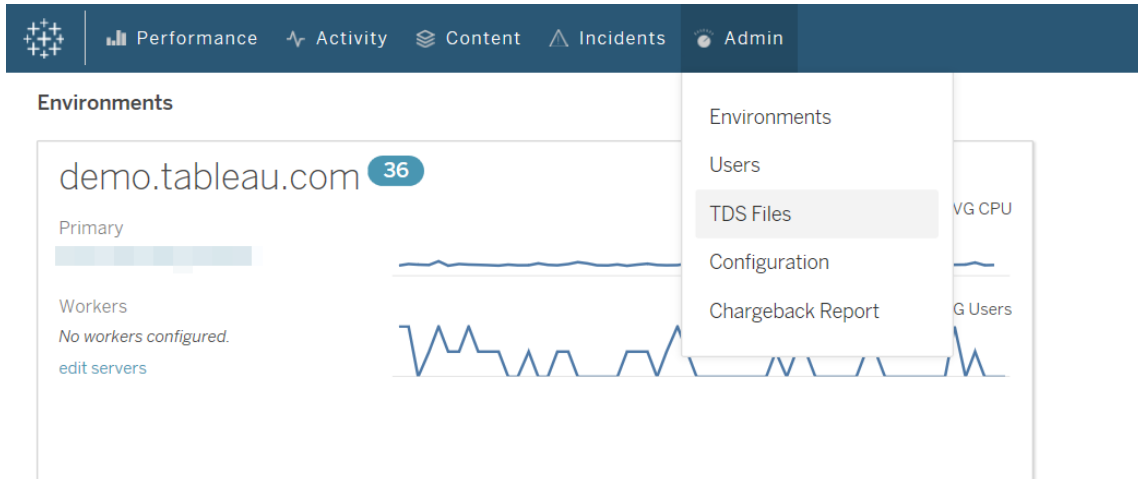 Performance Activity Content Incidents Admin
Environments
demo.tableau.com 36
Primary
Workers
No workers configured.
edit servers
Environments
Users
TDS Files
Configuration
Chargeback Report
VG CPU
G Users